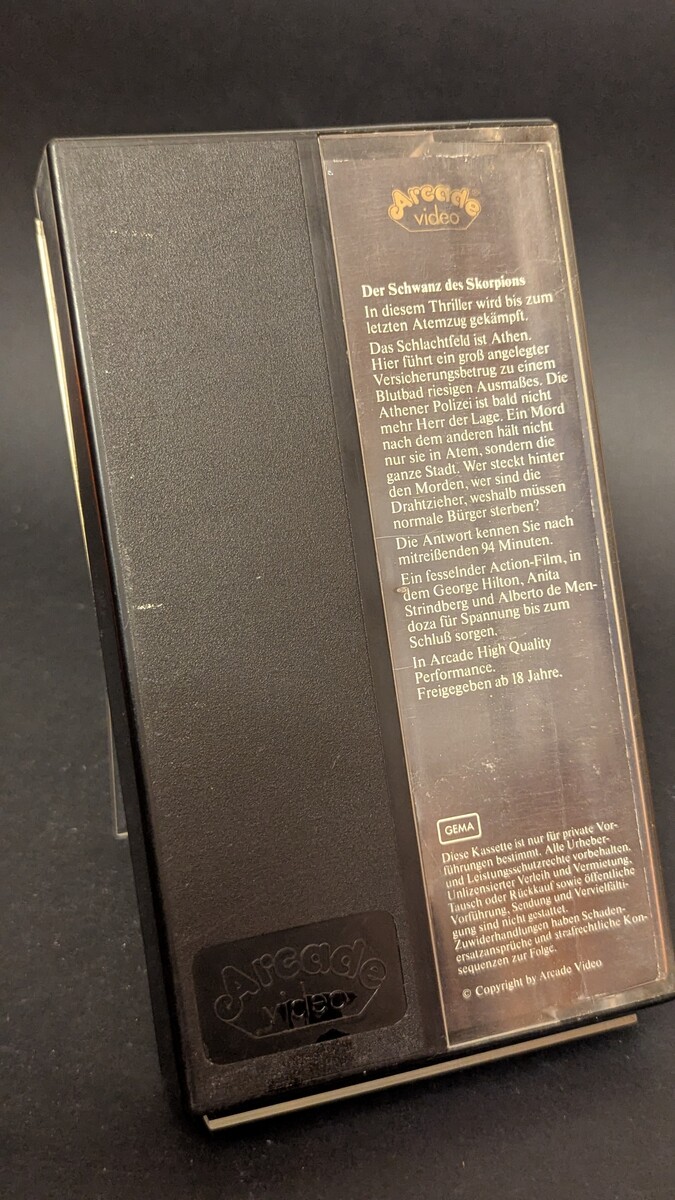 Arcade
video
Der Schwanz des Skorpions
In diesem Thriller wird bis zum
letzten Atemzug gekämpft.
Das Schlachtfeld ist Athen.
Hier führt ein groß angelegter
Versicherungsbetrug zu einem
Blutbad riesigen Ausmaßes. Die
Athener Polizei ist bald nicht
mehr Herr der Lage. Ein Mord
nach dem anderen hält nicht
nur sie in Atem, sondern die
ganze Stadt. Wer steckt hinter
den Morden, wer sind die
Drahtzieher, weshalb müssen
normale Bürger sterben?
Die Antwort kennen Sie nach
mitreißenden 94 Minuten.
Ein fesselnder Action-Film, in
dem George Hilton, Anita
Strindberg und Alberto de Men-
doza für Spannung bis zum
Schluß sorgen.
In Arcade High Quality
Performance.
Freigegeben ab 18 Jahre.
GEMA
Diese Kassette ist nur für private Vor-
führungen bestimmt. Alle Urheber-
und Leistungsschutzrechte vorbehalten.
Unlizensierter Verleih und Vermietung,
Tausch oder Rückkauf sowie öffentliche
Vorführung, Sendung und Vervielfälti-
gung sind nicht gestattet.
Zuwiderhandlungen haben Schaden-
ersatzansprüche und strafrechtliche Kon-
sequenzen zur Folge.
© Copyright by Arcade Video
Arcade
video